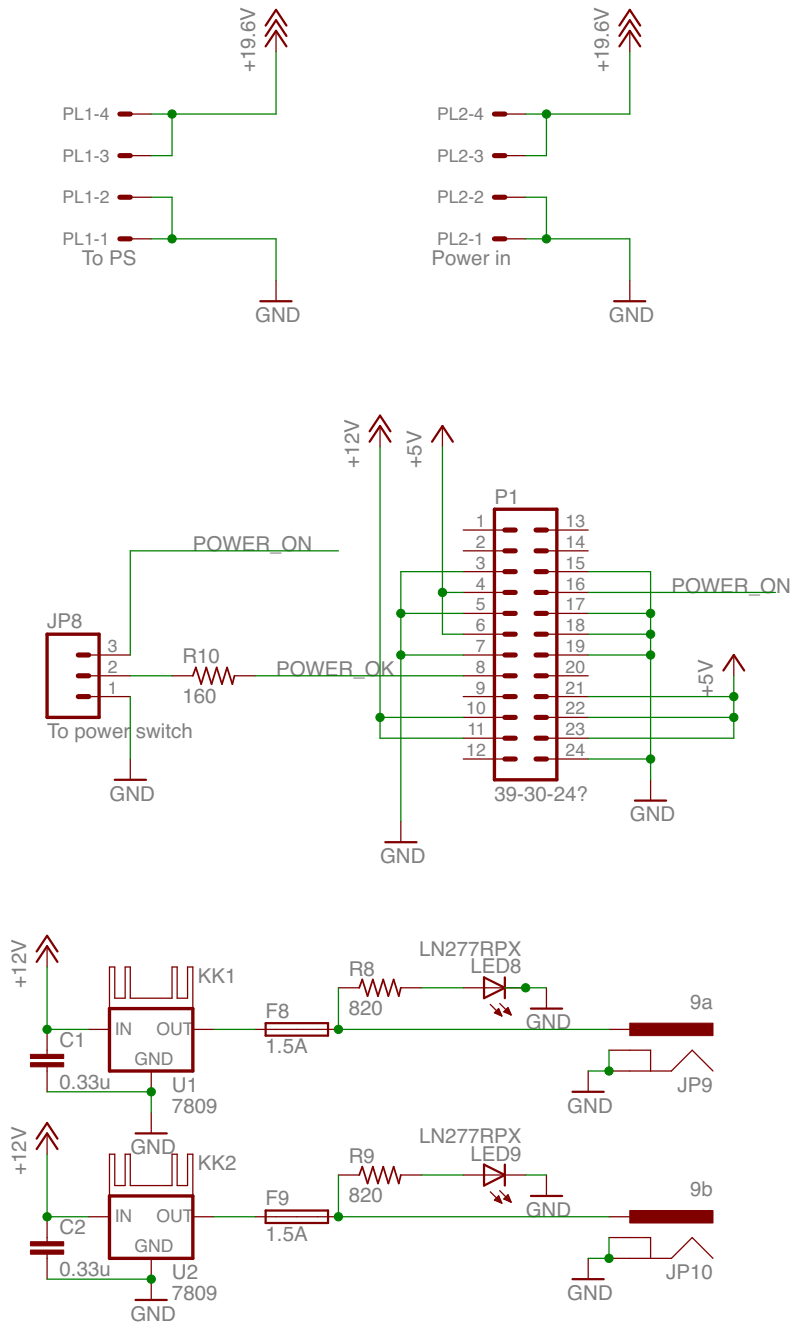 +19.6V
+19.6V
PL1-4
PL1-3
PL1-2
PL1-1
To PS
GND
PL2-4
PL2-3
PL2-2
PL2-1
Power in
GND
+12V
+5V
P1
1
2
3
4
5
6
7
8
9
10
11
12
13
14
15
16
17
18
19
20
21
22
23
24
39-30-24?
POWER_ON
POWER_ON
JP8
3
2
1
R10
160
POWER_OK
To power switch
GND
GND
+5V
GND
+12V
KK1
C1
0.33u
IN
OUT
GND
U1
7809
GND
F8
1.5A
R8
820
LN277RPX
LED8
GND
9a
GND
JP9
+12V
KK2
C2
0.33u
IN
OUT
GND
U2
7809
GND
F9
1.5A
R9
820
LN277RPX
LED9
GND
9b
GND
JP10